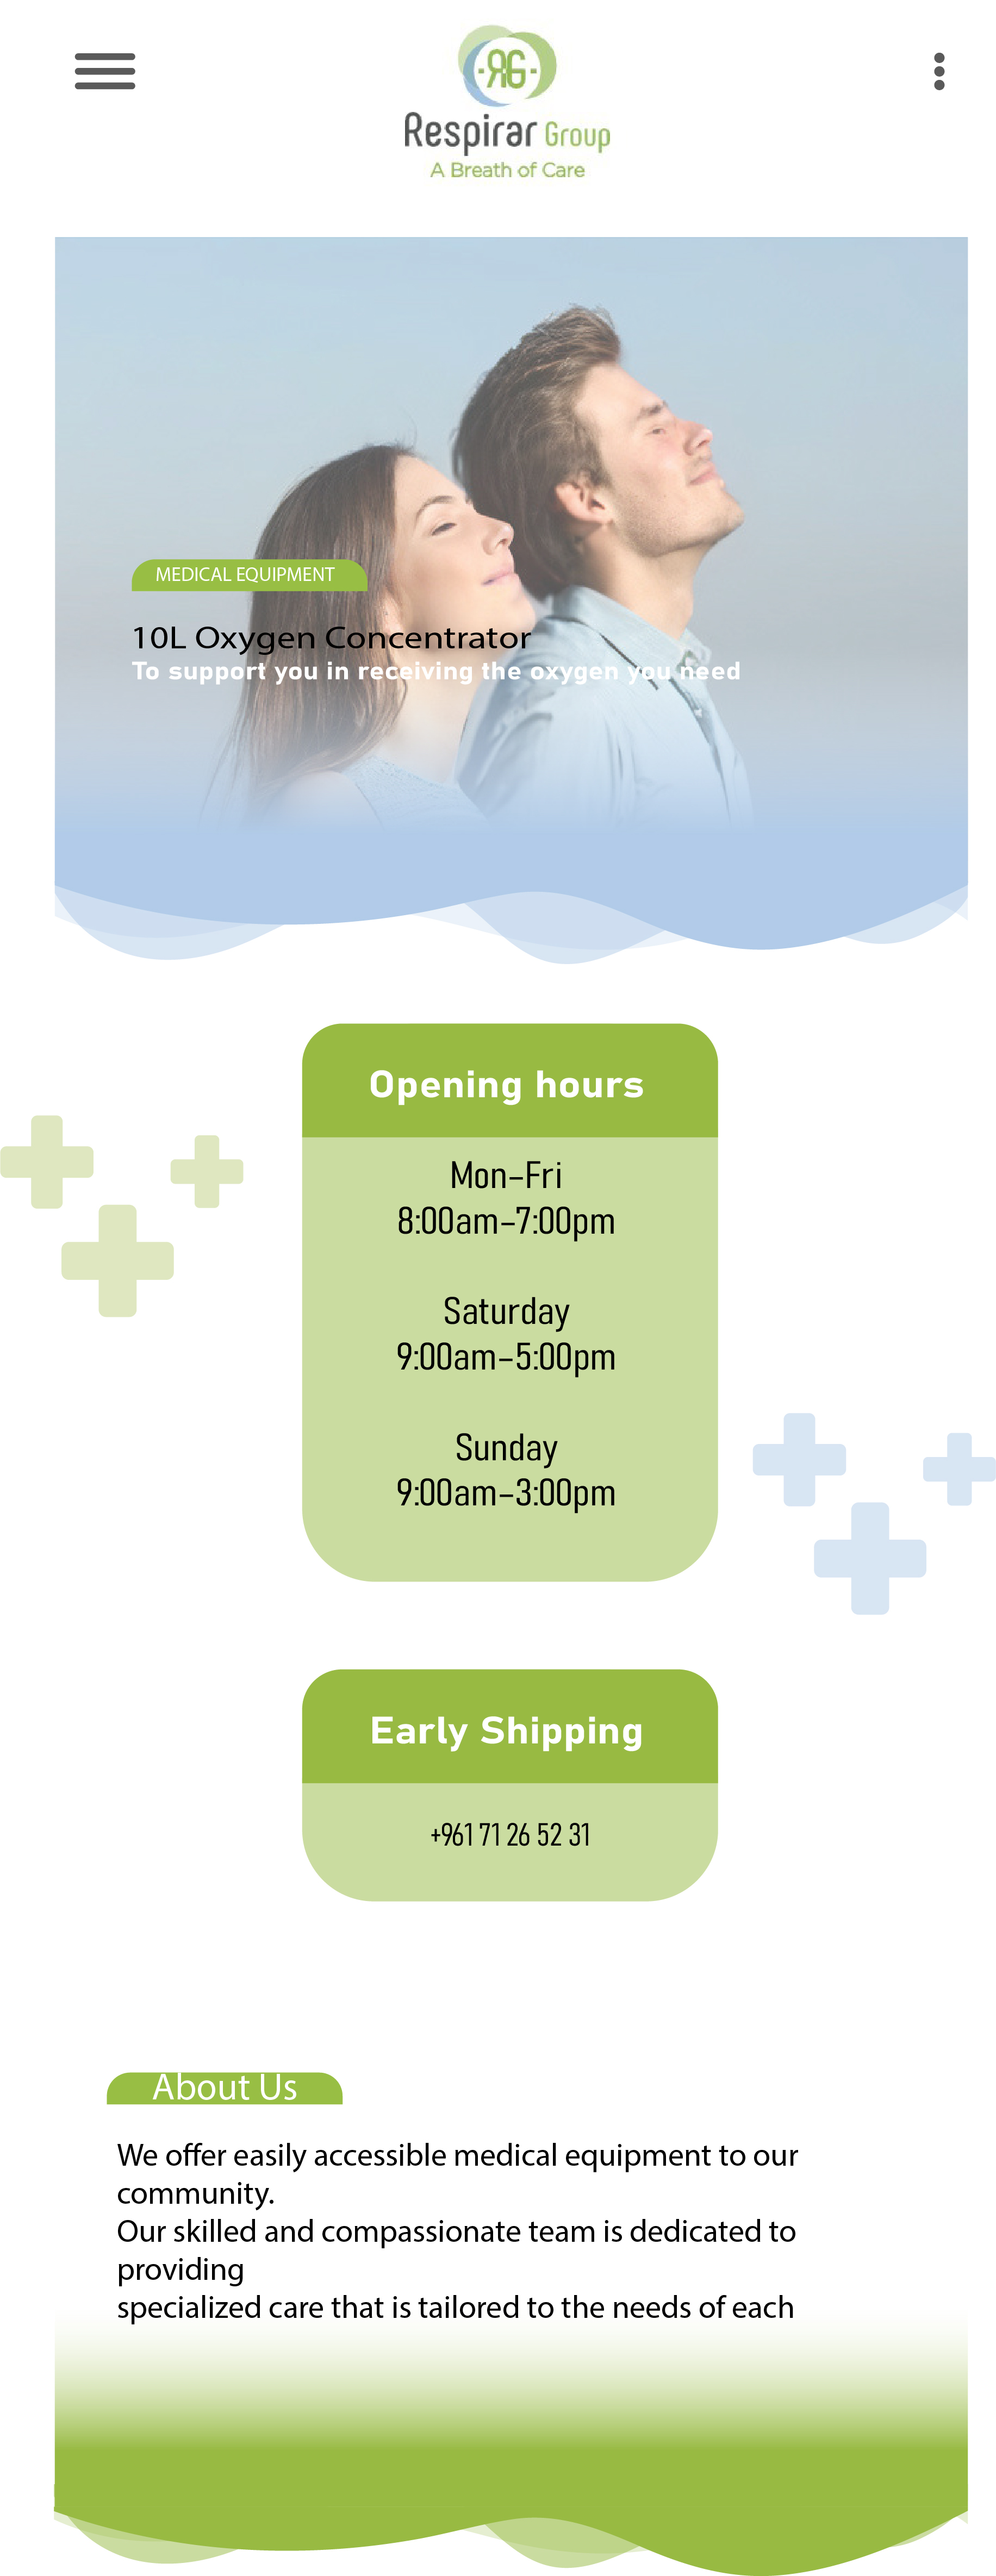 RG
Respirar Group
A Breath of Care
MEDICAL EQUIPMENT
10L Oxygen Concentrator
To support you in receiving the oxygen you need
Opening hours
Mon–Fri
8:00am–7:00pm
Saturday
9:00am–5:00pm
Sunday
9:00am–3:00pm
Early Shipping
+961 71 26 52 31
About Us
We offer easily accessible medical equipment to our
community.
Our skilled and compassionate team is dedicated to
providing
specialized care that is tailored to the needs of each